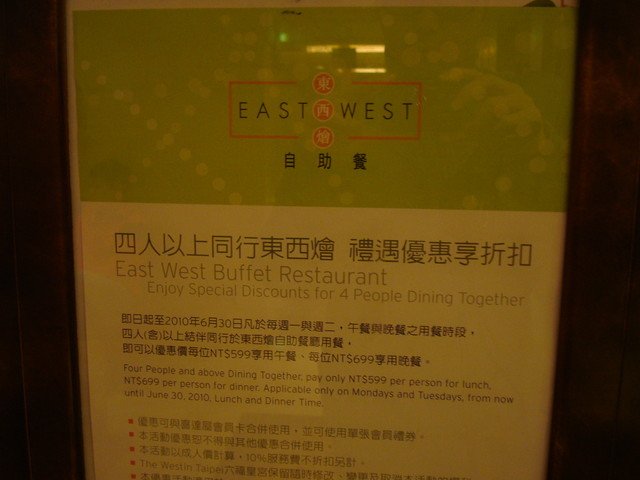 東
EAST 西 WEST
燴
自助餐
四人以上同行東西燴 禮遇優惠享折扣
East West Buffet Restaurant
Enjoy Special Discounts for 4 People Dining Together
即日起至2010年6月30日凡於每週一與週二，午餐與晚餐之用餐時段，
四人(含)以上結伴同行於東西燴自助餐廳用餐，
即可以優惠價每位NT$599享用午餐、每位NT$699享用晚餐。
Four People and above Dining Together, pay only NT$599 per person for lunch,
NT$699 per person for dinner. Applicable only on Mondays and Tuesdays, from now
until June 30, 2010, Lunch and Dinner Time.
優惠可與喜達屋會員卡合併使用，並可使用單張會員禮券。
本活動優惠恕不得與其他優惠合併使用。
本活動以成人價計算，10%服務費不折扣另計。
The Westin Taipei六福皇宮保留隨時修改、變更及取消本活動的權利